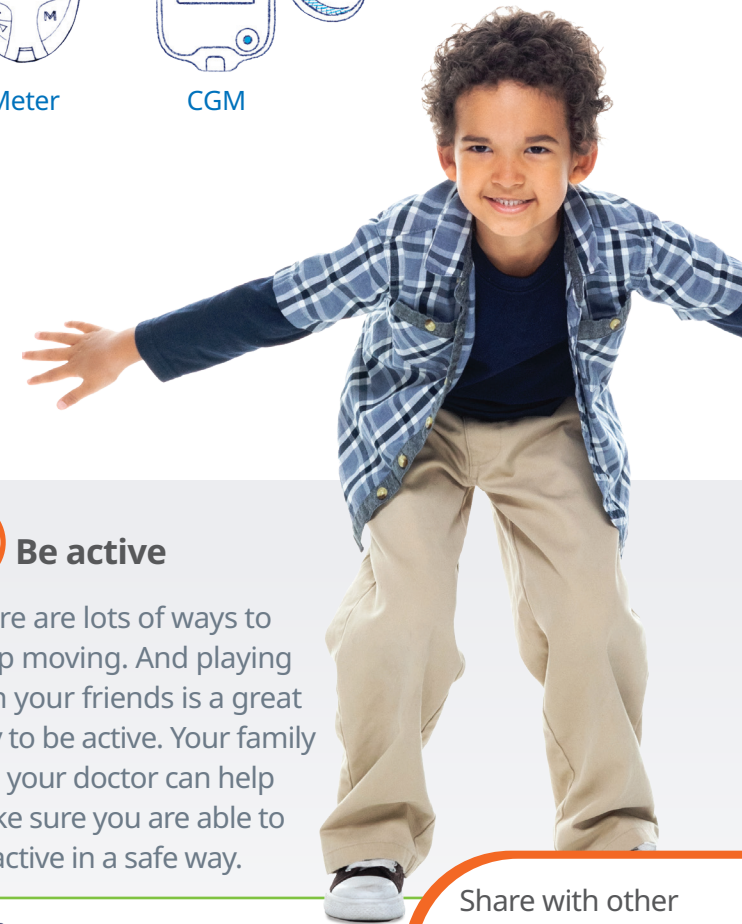 Meter
CGM
M
Be active
re are lots of ways to
p moving. And playing
h your friends is a great
y to be active. Your family
your doctor can help
ke sure you are able to
active in a safe way.
Share with other